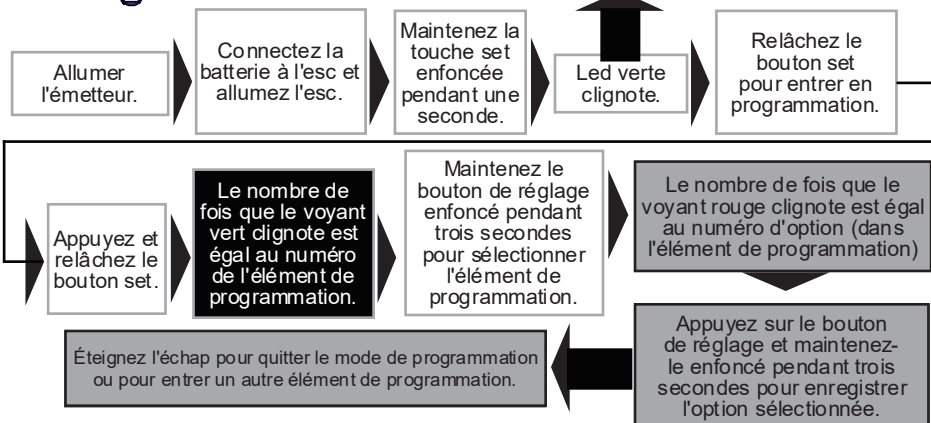 Allumer
l'émetteur.
Connectez la
batterie à l'esc et
allumez l'esc.
Maintenez la
touche set
enfoncée
pendant une
seconde.
Led verte
clignote.
Relâchez le
bouton set
pour entrer en
programmation.
Appuyez et
relâchez le
bouton set.
Le nombre de
fois que le voyant
vert clignote est
égal au numéro
de l'élément de
programmation.
Maintenez le
bouton de réglage
enfoncé pendant
trois secondes
pour sélectionner
l'élément de
programmation.
Le nombre de fois que le
voyant rouge clignote est égal
au numéro d'option (dans
l'élément de programmation)
Appuyez sur le bouton
de réglage et maintenez-
le enfoncé pendant trois
secondes pour enregistrer
l'option sélectionnée.
Éteignez l'échap pour quitter le mode de programmation
ou pour entrer un autre élément de programmation.